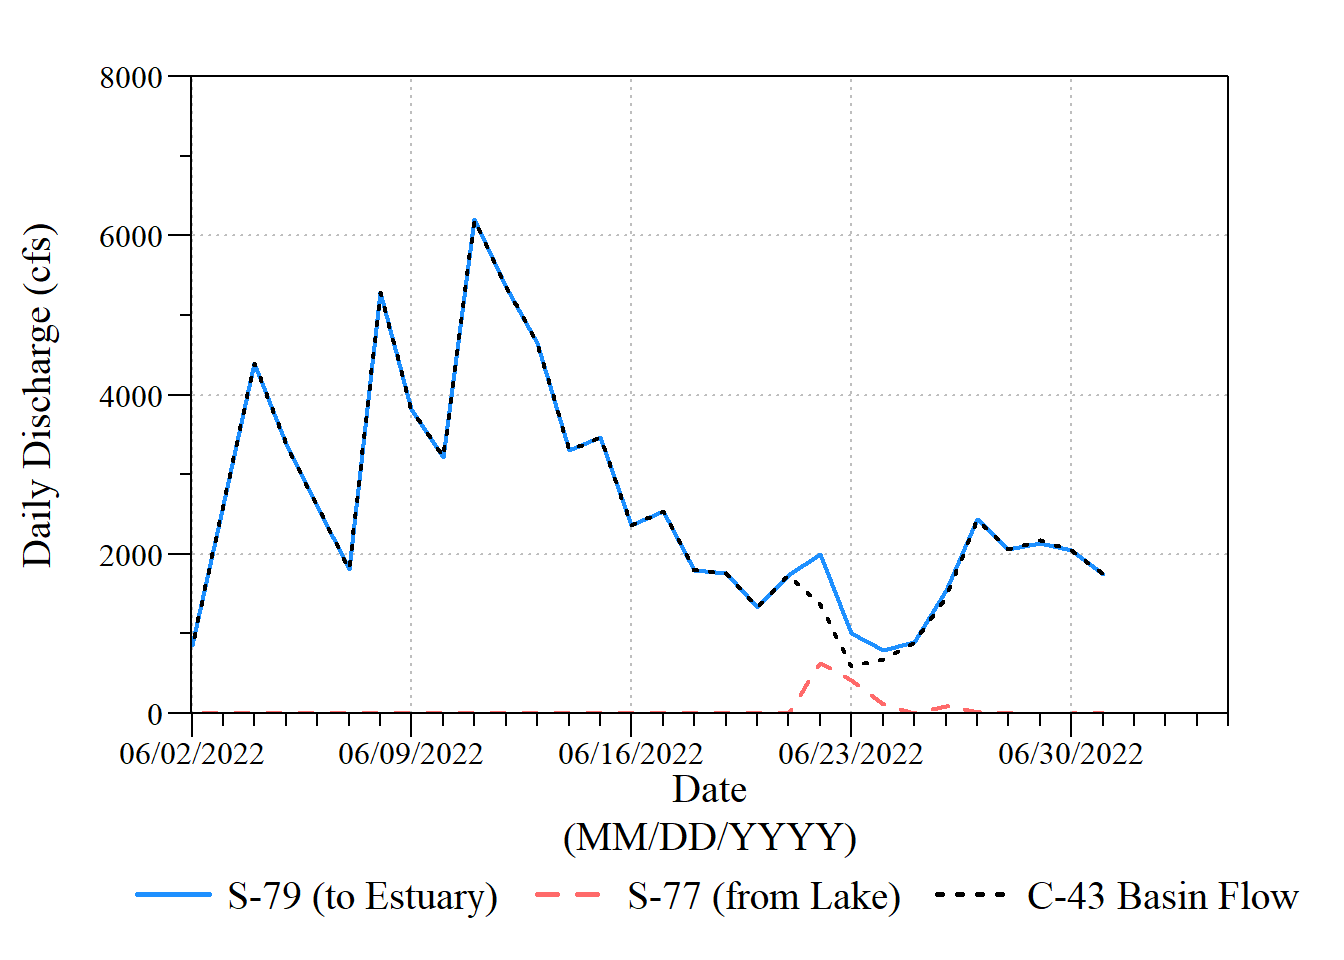 8000
6000
4000
2000
0
Daily Discharge (cfs)
06/02/2022 06/09/2022 06/16/2022 06/23/2022 06/30/2022
Date
(MM/DD/YYYY)
S-79 (to Estuary) S-77 (from Lake) C-43 Basin Flow